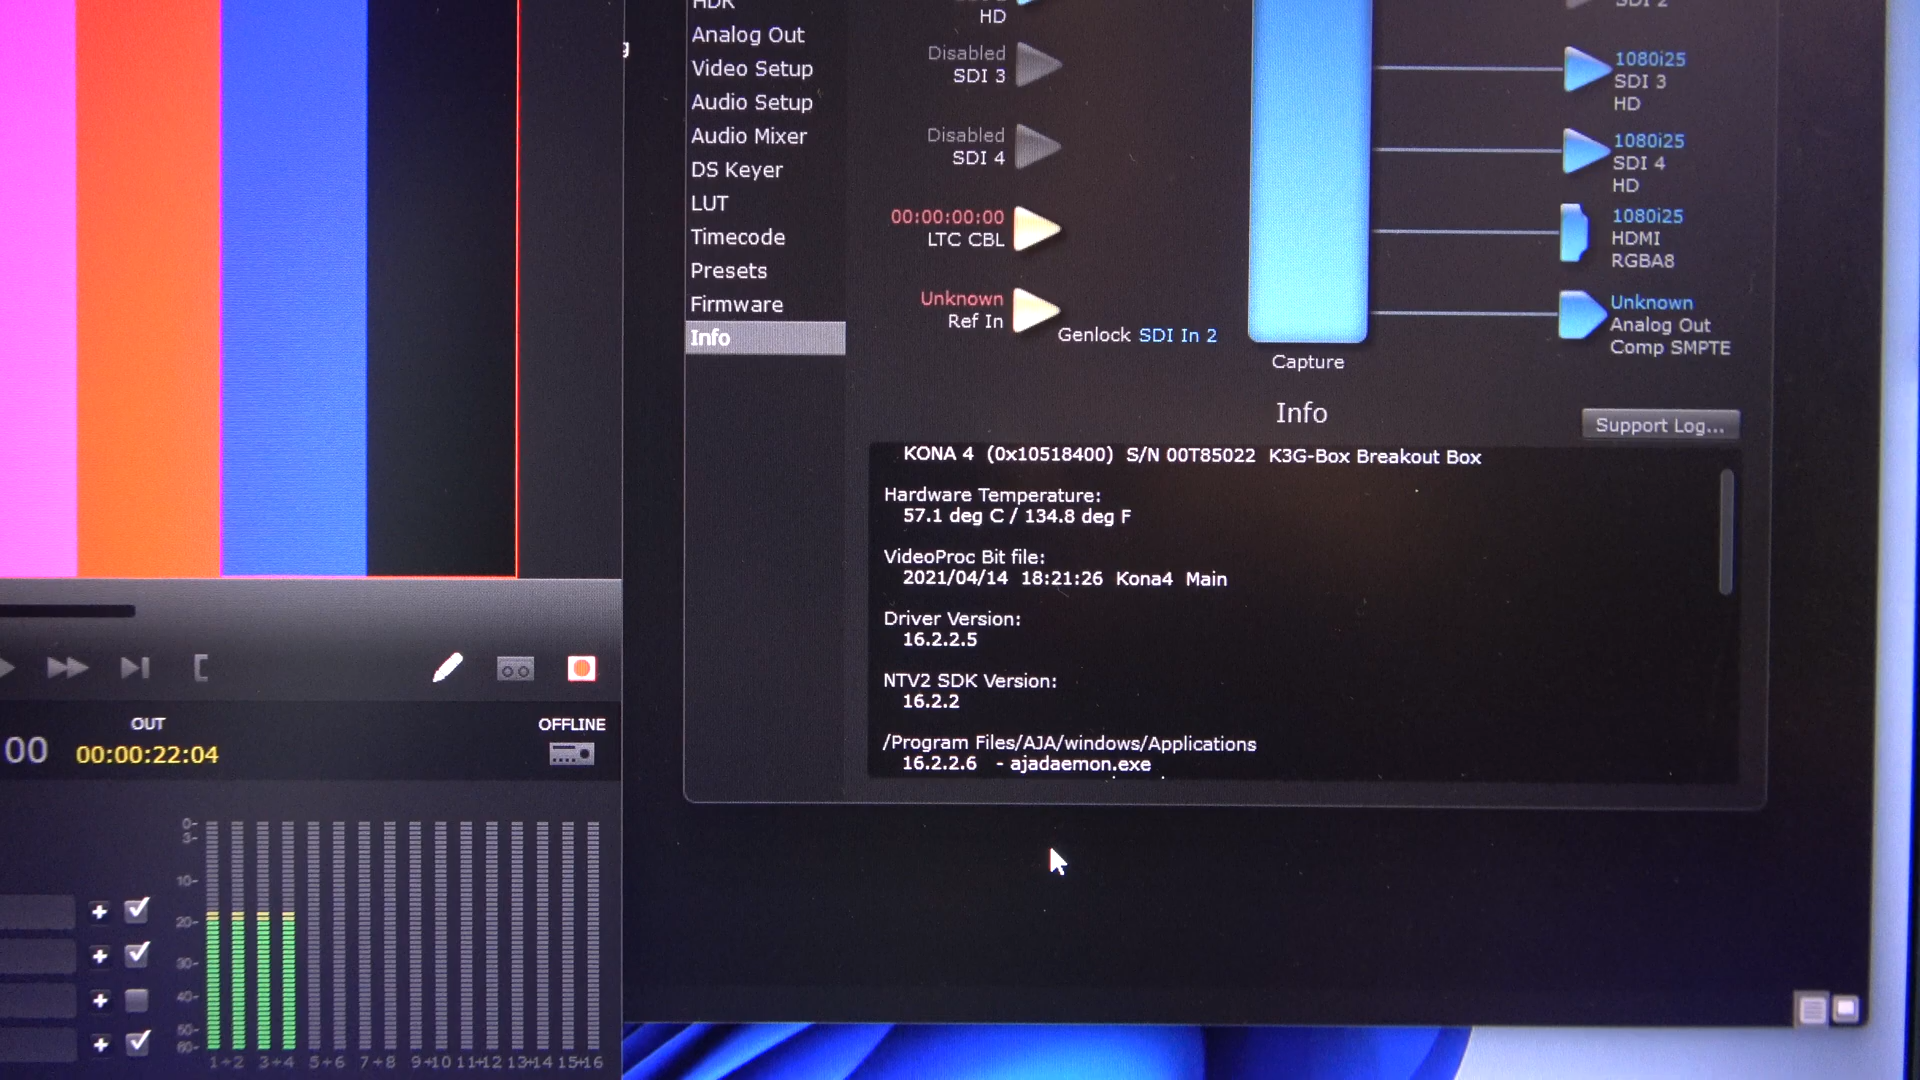 HDR
Analog Out
Video Setup
Audio Setup
Audio Mixer
DS Keyer
LUT
Timecode
Presets
Firmware
Info
HD
Disabled
SDI 3
Disabled
SDI 4
00:00:00:00
LTC CBL
Unknown
Ref In
Genlock SDI In 2
Capture
SDI 2
1080i25
SDI 3
HD
1080i25
SDI 4
HD
1080i25
HDMI
RGBA8
Unknown
Analog Out
Comp SMPTE
Info
Support Log...
KONA 4 (0x10518400) S/N 00T85022 K3G-Box Breakout Box
Hardware Temperature:
57.1 deg C / 134.8 deg F
VideoProc Bit file:
2021/04/14 18:21:26 Kona4 Main
Driver Version:
16.2.2.5
NTV2 SDK Version:
16.2.2
/Program Files/AJA/windows/Applications
16.2.2.6 - ajadaemon.exe
OUT
OFFLINE
00
00:00:22:04
0-
3-
10-
20-
30-
40-
50-
60-
1+2 3+4 5+6 7+8 9+10 11+12 13+14 15+16